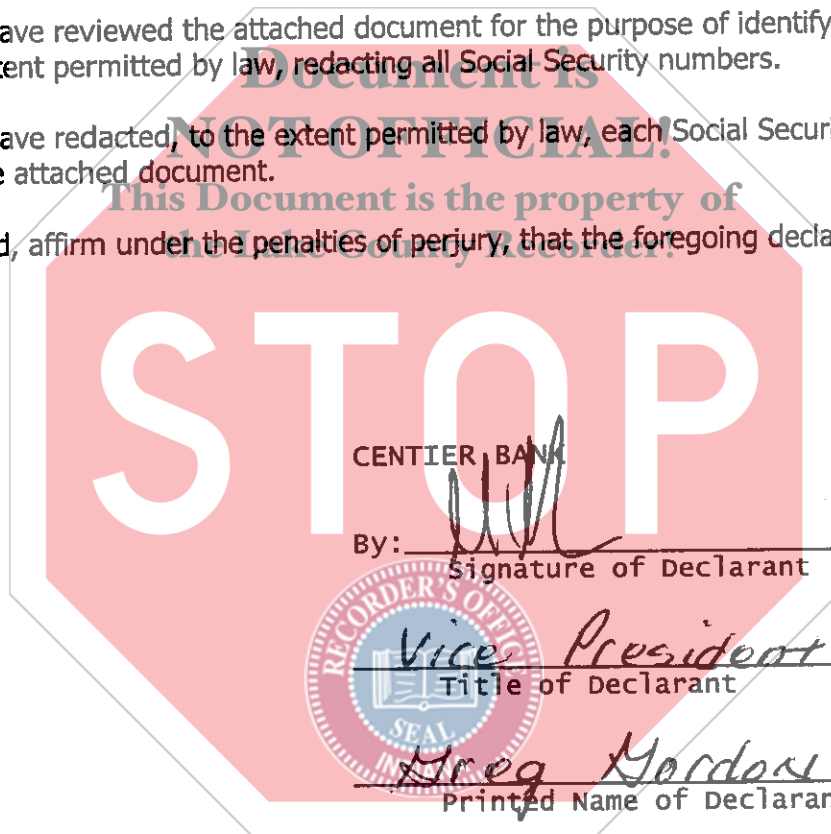 ave reviewed the attached document for the purpose of identify
Document is
tent permitted by law, redacting all Social Security numbers.
NOT OFFICIAL!
ave redacted, to the extent permitted by law, each Social Securi
e attached document.
This Document is the property of
d, affirm under the penalties of perjury, that the foregoing decla
the Lake County Recorder!
STOP
CENTIER BANK
By:
Signature of Declarant
RECORDER'S OFFICE
Vice President
Title of Declarant
SEAL
INDIANA
Greg Gordon
Printed Name of Declaran